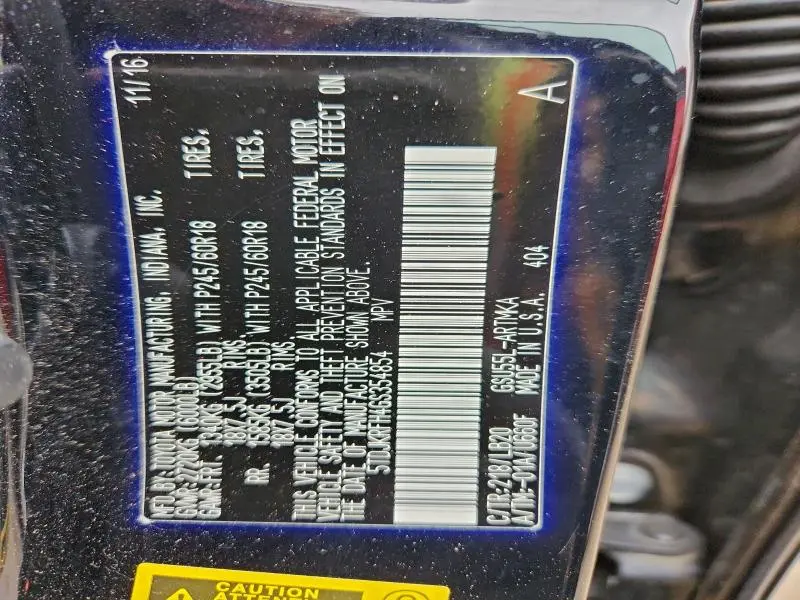 MFD.BY:TOYOTA MOTOR MANUFACTURING, INDIANA, INC. 11/16
GVWR:2720KG (6000LB)
GAWR:FRT. 1340KG (2955LB) WITH P245/60R18 TIRES,
18X7.5J RIMS.
RR. 1590KG (3505LB) WITH P245/60R18 TIRES,
18X7.5J RIMS.
THIS VEHICLE CONFORMS TO ALL APPLICABLE FEDERAL MOTOR
VEHICLE SAFETY AND THEFT PREVENTION STANDARDS IN EFFECT ON
THE DATE OF MANUFACTURE SHOWN ABOVE.
5TDJKRFH4GS354854 MPV
C/TR:218/LB20 GSU55L-ARTMKA
A/TM:-01A/U660F MADE IN U.S.A. 404 A
CAUTION